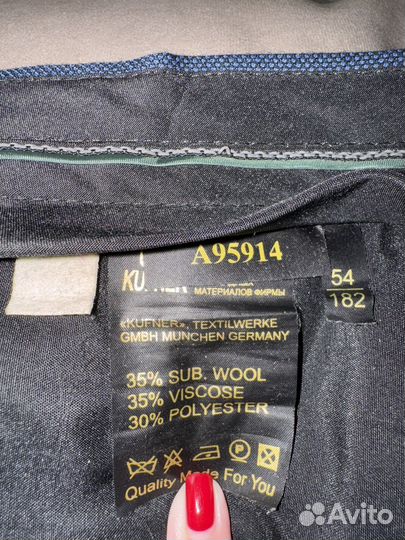 A95914
54
182
МАТЕРИАЛОВ ФИРМЫ
«KUFNER», TEXTILWERKE
GMBH MUNCHEN GERMANY
35% SUB. WOOL
35% VISCOSE
30% POLYESTER
Quality Made For You
Avito